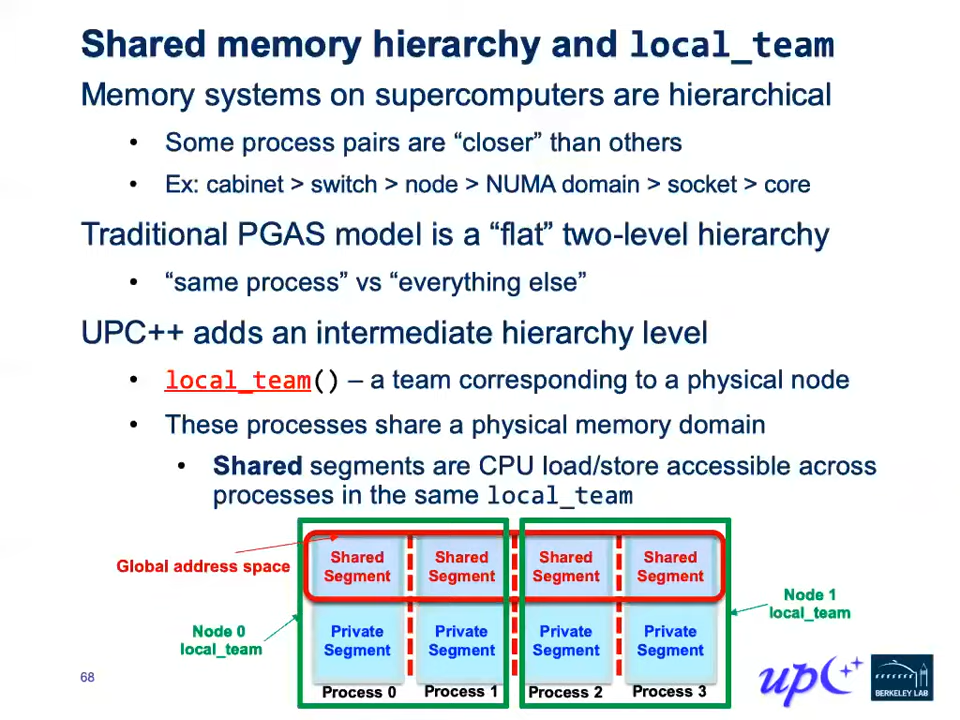 Shared memory hierarchy and local_team
Memory systems on supercomputers are hierarchical
• Some process pairs are “closer” than others
• Ex: cabinet > switch > node > NUMA domain > socket > core
Traditional PGAS model is a “flat” two-level hierarchy
• “same process” vs “everything else”
UPC++ adds an intermediate hierarchy level
• local_team() – a team corresponding to a physical node
• These processes share a physical memory domain
• Shared segments are CPU load/store accessible across
processes in the same local_team
Global address space
Shared Segment
Shared Segment
Shared Segment
Shared Segment
Node 0
local_team
Private Segment
Private Segment
Private Segment
Private Segment
Node 1
local_team
Process 0
Process 1
Process 2
Process 3
68
upc++
BERKELEY LAB